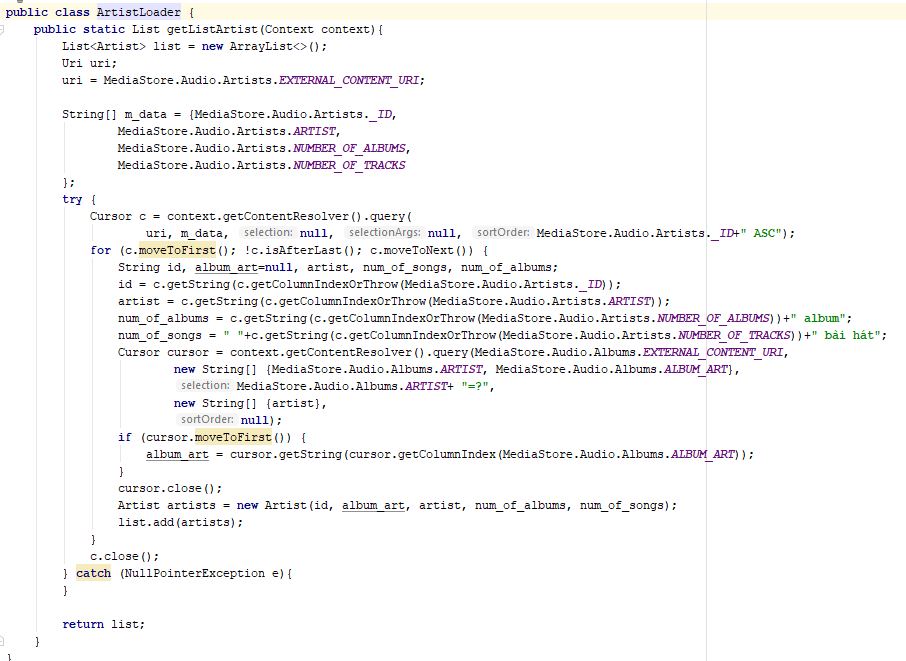 public class ArtistLoader {
public static List getListArtist(Context context){
List<Artist> list = new ArrayList<>();
Uri uri;
uri = MediaStore.Audio.Artists.EXTERNAL_CONTENT_URI;
String[] m_data = {MediaStore.Audio.Artists._ID,
MediaStore.Audio.Artists.ARTIST,
MediaStore.Audio.Artists.NUMBER_OF_ALBUMS,
MediaStore.Audio.Artists.NUMBER_OF_TRACKS
};
try {
Cursor c = context.getContentResolver().query(
uri, m_data, selection: null, selectionArgs: null, sortOrder: MediaStore.Audio.Artists._ID+" ASC");
for (c.moveToFirst(); !c.isAfterLast(); c.moveToNext()) {
String id, album_art=null, artist, num_of_songs, num_of_albums;
id = c.getString(c.getColumnIndexOrThrow(MediaStore.Audio.Artists._ID));
artist = c.getString(c.getColumnIndexOrThrow(MediaStore.Audio.Artists.ARTIST));
num_of_albums = c.getString(c.getColumnIndexOrThrow(MediaStore.Audio.Artists.NUMBER_OF_ALBUMS))+" album";
num_of_songs = " "+c.getString(c.getColumnIndexOrThrow(MediaStore.Audio.Artists.NUMBER_OF_TRACKS))+" bài hát";
Cursor cursor = context.getContentResolver().query(MediaStore.Audio.Albums.EXTERNAL_CONTENT_URI,
new String[] {MediaStore.Audio.Albums.ARTIST, MediaStore.Audio.Albums.ALBUM_ART},
selection: MediaStore.Audio.Albums.ARTIST+ "=?",
new String[] {artist},
sortOrder: null);
if (cursor.moveToFirst()) {
album_art = cursor.getString(cursor.getColumnIndex(MediaStore.Audio.Albums.ALBUM_ART));
}
cursor.close();
Artist artists = new Artist(id, album_art, artist, num_of_albums, num_of_songs);
list.add(artists);
}
c.close();
} catch (NullPointerException e){
}
return list;
}
}